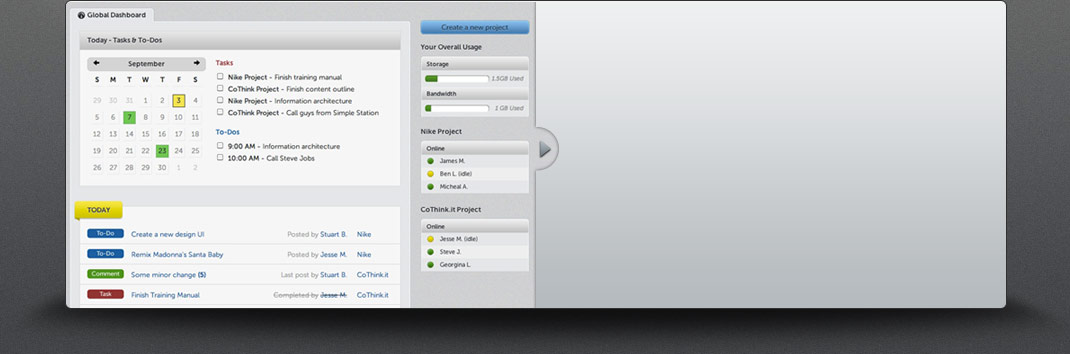 Global Dashboard
Today - Tasks & To-Dos
September
S M T W T F S
29 30 31 1 2 3 4
5 6 7 8 9 10 11
12 13 14 15 16 17 18
19 20 21 22 23 24 25
26 27 28 29 30 1 2
Tasks
Nike Project - Finish training manual
CoThink Project - Finish content outline
Nike Project - Information architecture
CoThink Project - Call guys from Simple Station
To-Dos
9:00 AM - Information architecture
10:00 AM - Call Steve Jobs
TODAY
To-Do Create a new design UI Posted by Stuart B. Nike
To-Do Remix Madonna's Santa Baby Posted by Jesse M. Nike
Comment Some minor change (5) Last post by Stuart B. CoThink.it
Task Finish Training Manual Completed by Jesse M. CoThink.it
Create a new project
Your Overall Usage
Storage
1.5GB Used
Bandwidth
1 GB Used
Nike Project
Online
James M.
Ben L. (idle)
Micheal A.
CoThink.it Project
Online
Jesse M. (idle)
Steve J.
Georgina L.